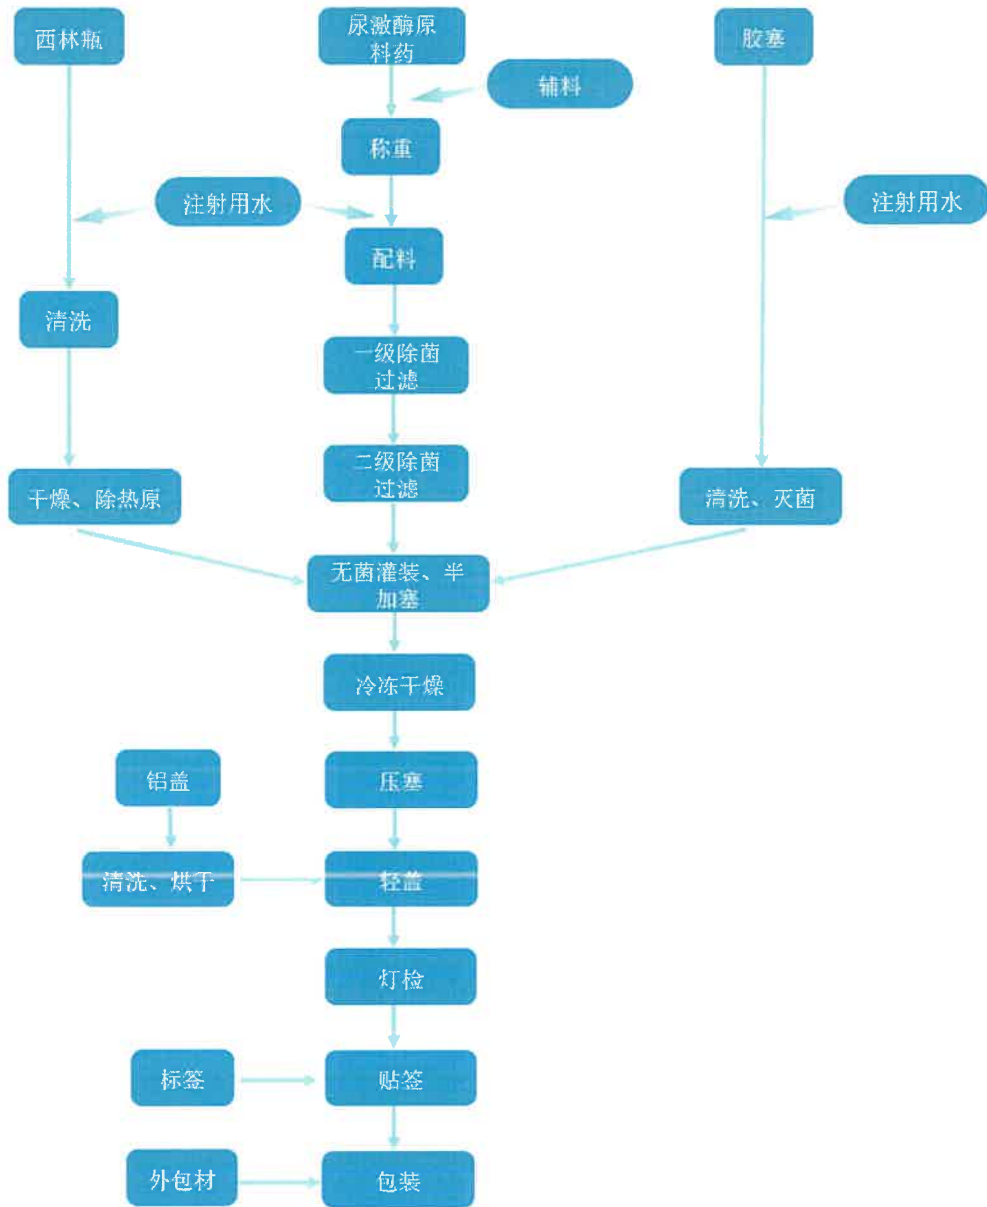 西林瓶
尿激酶原
料药
胶塞
辅料
称重
注射用水
注射用水
配料
清洗
一级除菌
过滤
二级除菌
过滤
干燥、除热原
清洗、灭菌
无菌灌装、半
加塞
冷冻干燥
铝盖
压塞
清洗、烘干
轻盖
灯检
标签
贴签
外包材
包装